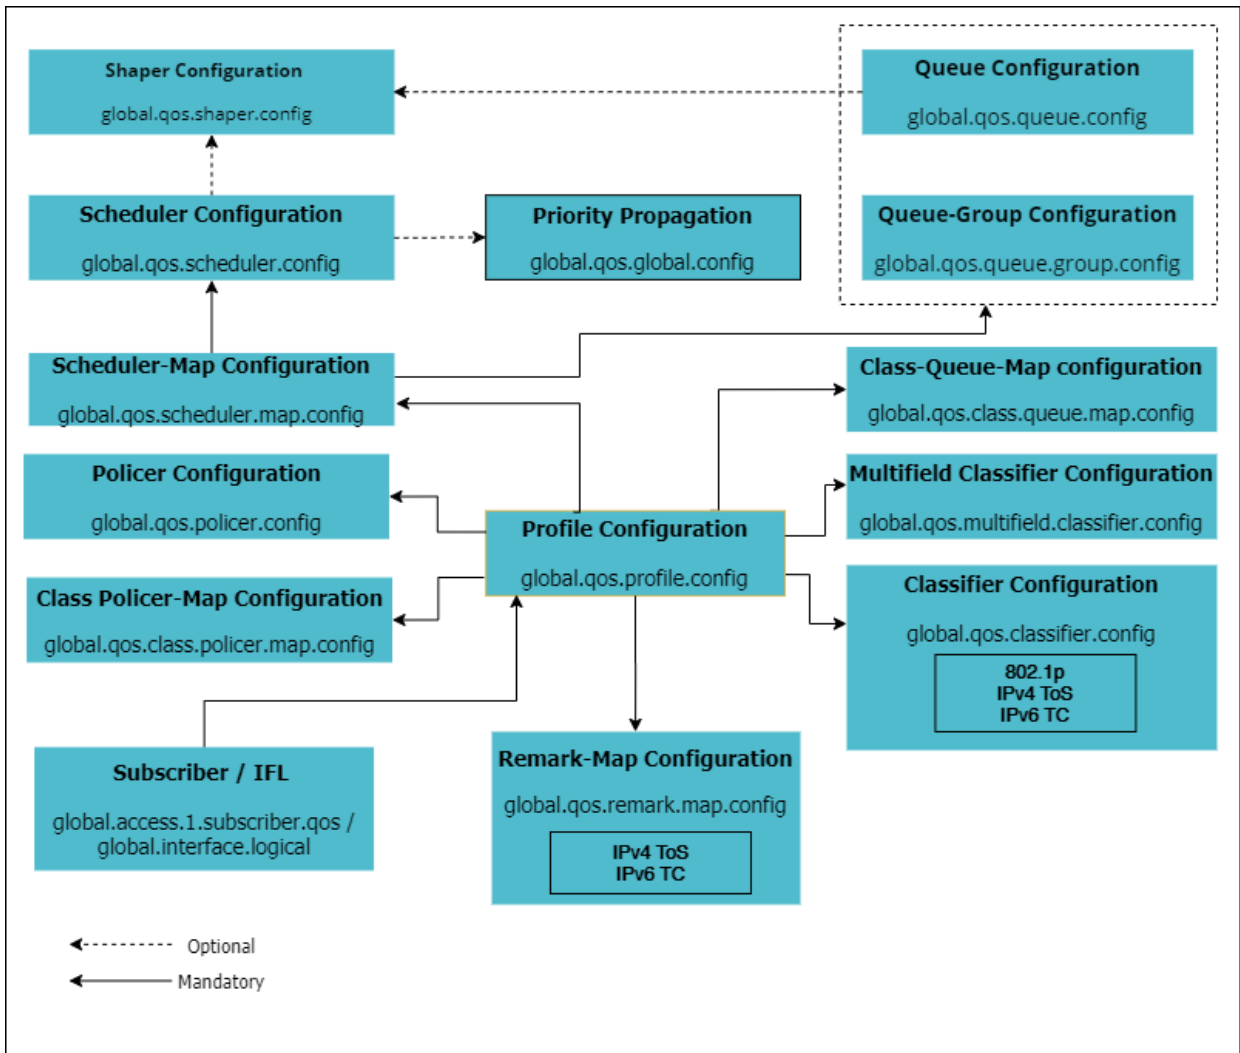 Shaper Configuration
global.qos.shaper.config
Queue Configuration
global.qos.queue.config
Scheduler Configuration
global.qos.scheduler.config
Priority Propagation
global.qos.global.config
Queue-Group Configuration
global.qos.queue.group.config
Scheduler-Map Configuration
global.qos.scheduler.map.config
Class-Queue-Map configuration
global.qos.class.queue.map.config
Policer Configuration
global.qos.policer.config
Multifield Classifier Configuration
global.qos.multifield.classifier.config
Profile Configuration
global.qos.profile.config
Class Policer-Map Configuration
global.qos.class.policer.map.config
Classifier Configuration
global.qos.classifier.config
802.1p
IPv4 ToS
IPv6 TC
Subscriber / IFL
global.access.1.subscriber.qos /
global.interface.logical
Remark-Map Configuration
global.qos.remark.map.config
IPv4 ToS
IPv6 TC
Optional
Mandatory